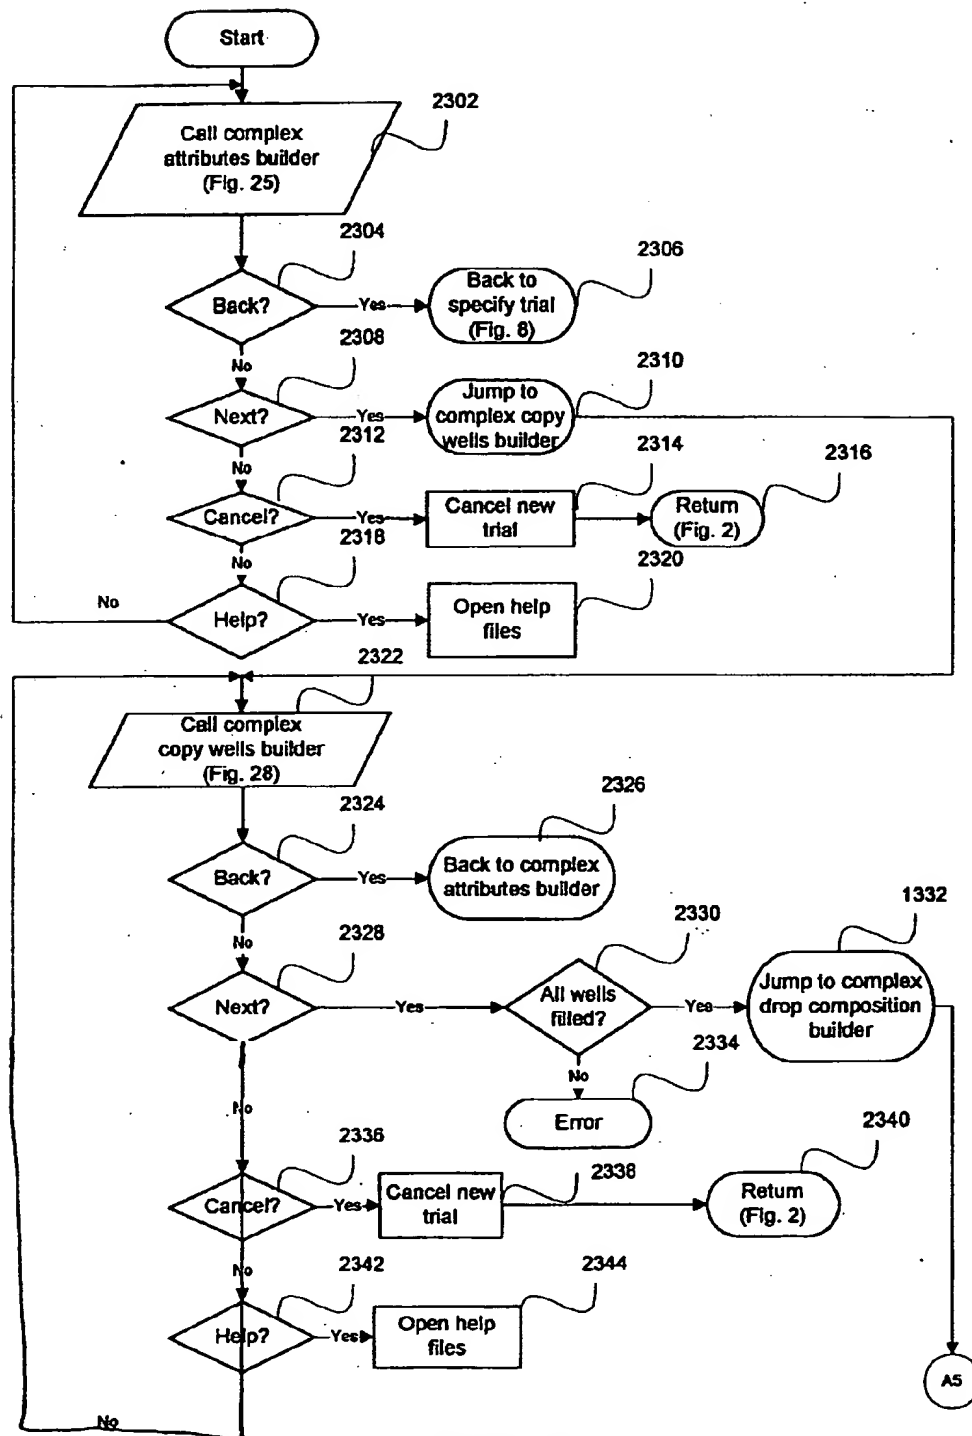 Start
2302
Call complex
attributes builder
(Fig. 25)
2304
2306
Back?
Yes
Back to
specify trial
(Fig. 8)
No
2308
2310
Next?
Yes
Jump to
complex copy
wells builder
No
2312
2314
2316
Cancel?
Yes
Cancel new
trial
Return
(Fig. 2)
No
2318
2320
No
Help?
Yes
Open help
files
2322
Call complex
copy wells builder
(Fig. 28)
2324
2326
Back?
Yes
Back to complex
attributes builder
No
2328
2330
1332
Next?
Yes
All wells
filled?
Yes
Jump to complex
drop composition
builder
No
2334
Error
No
2336
2338
2340
Cancel?
Yes
Cancel new
trial
Return
(Fig. 2)
No
2342
2344
Help?
Yes
Open help
files
A5
No